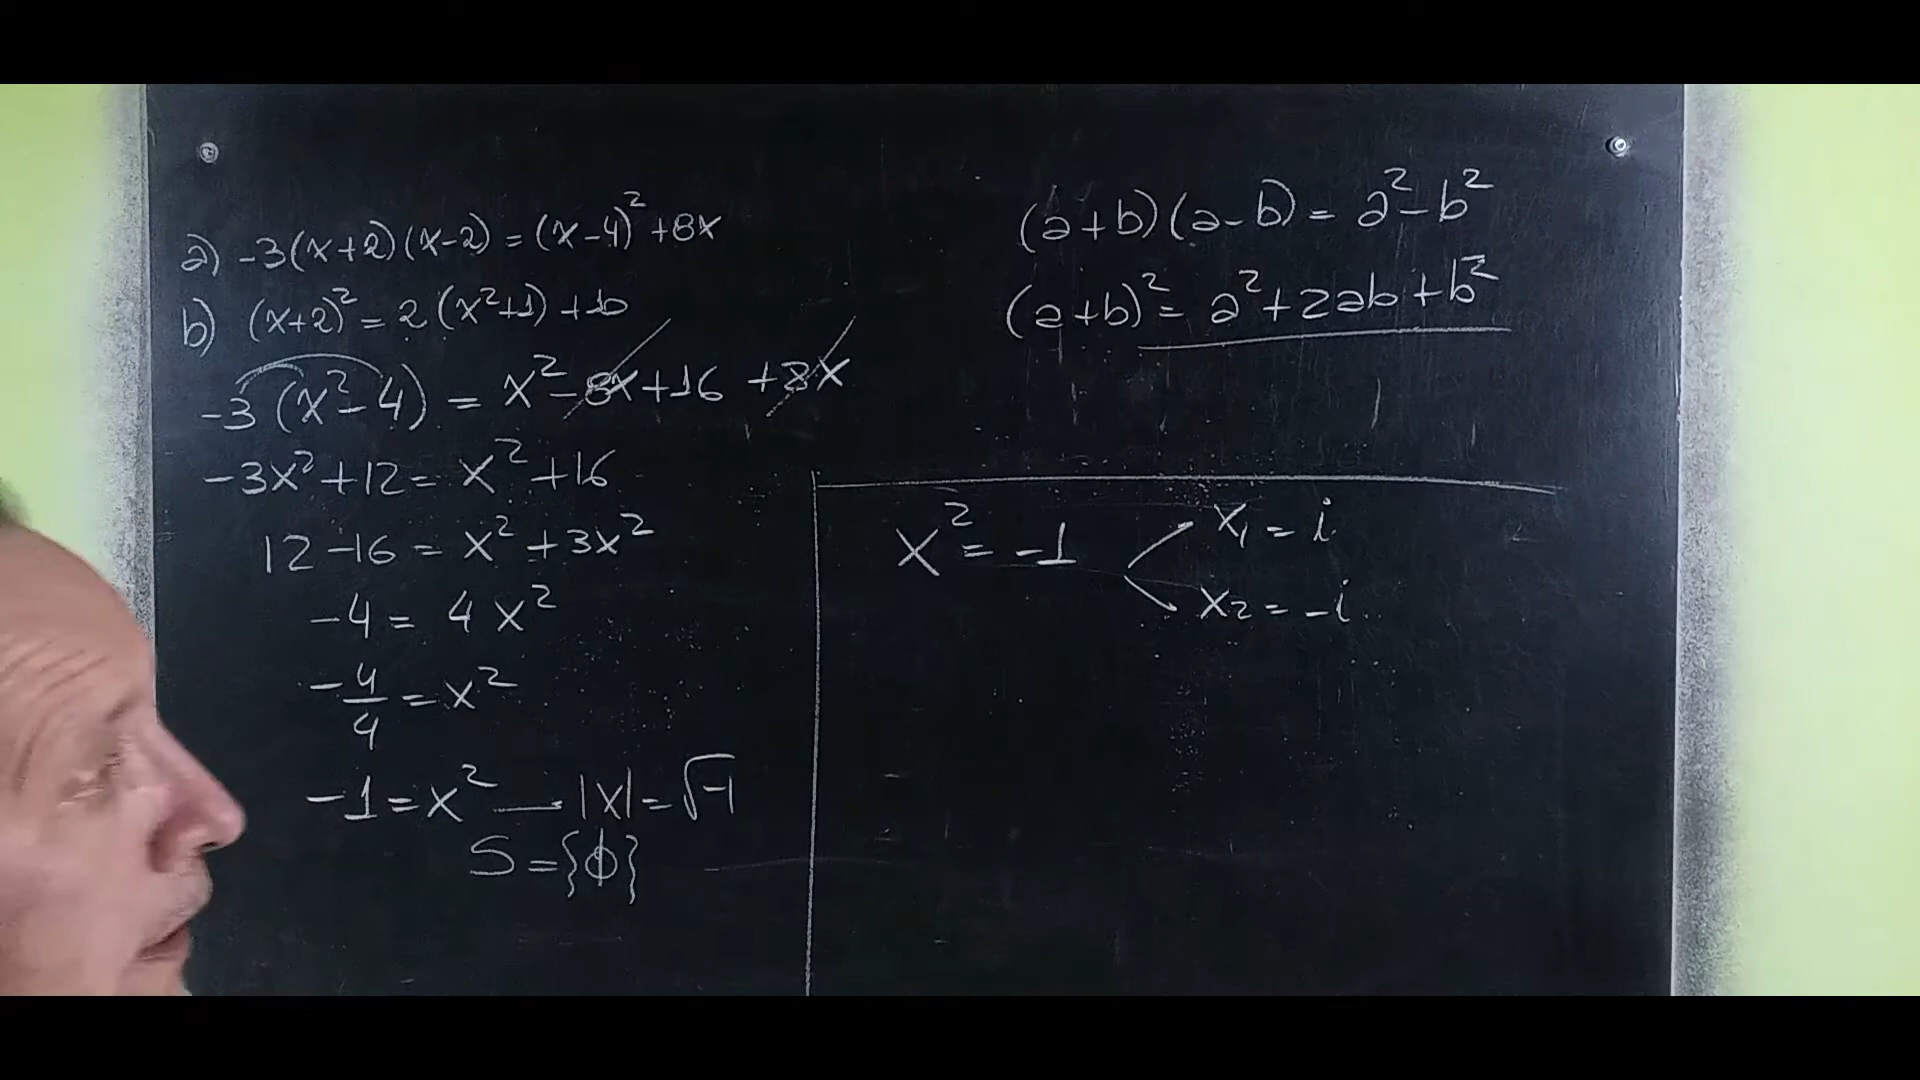 a) -3(x+2)(x-2) = (x-4)² +8x
b) (x+2)² = 2(x²+1) +10
-3(x²-4) = x²-8x+16 +8x
-3x²+12 = x²+16
12-16 = x²+3x²
-4 = 4x²
-4/4 = x²
-1 = x² — |x| = √-1
S = {ϕ}
(a+b)(a-b) = a²-b²
(a+b)² = a²+2ab+b²
x² = -1
x₁ = i
x₂ = -i